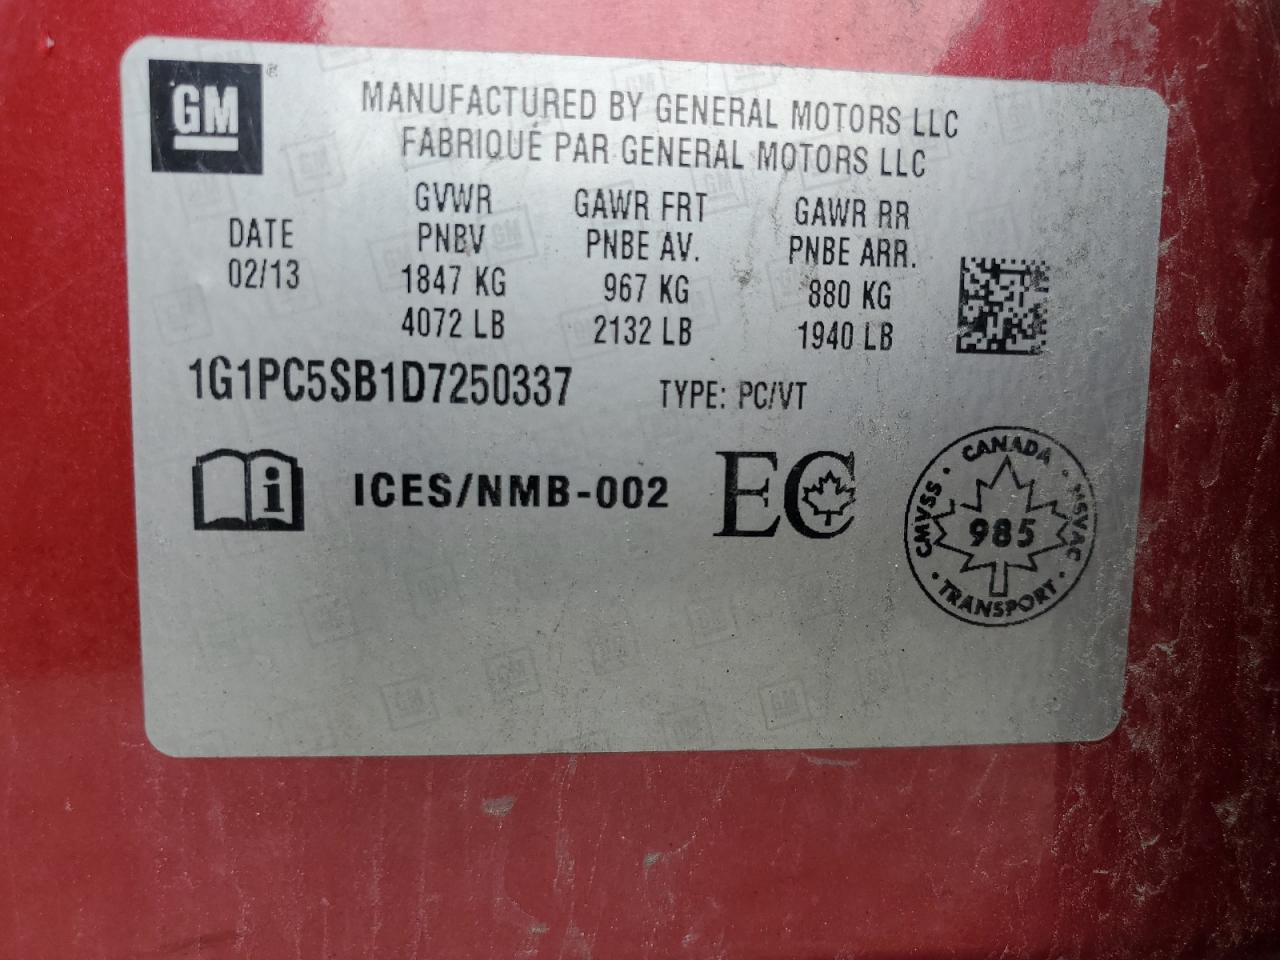 GM
MANUFACTURED BY GENERAL MOTORS LLC
FABRIQUÉ PAR GENERAL MOTORS LLC
DATE
02/13
GVWR
PNBV
1847 KG
4072 LB
GAWR FRT
PNBE AV.
967 KG
2132 LB
GAWR RR
PNBE ARR.
880 KG
1940 LB
1G1PC5SB1D7250337 TYPE: PC/VT
i ICES/NMB-002 EC
CANADA
CMVSS · 985 · NSVAC
TRANSPORT